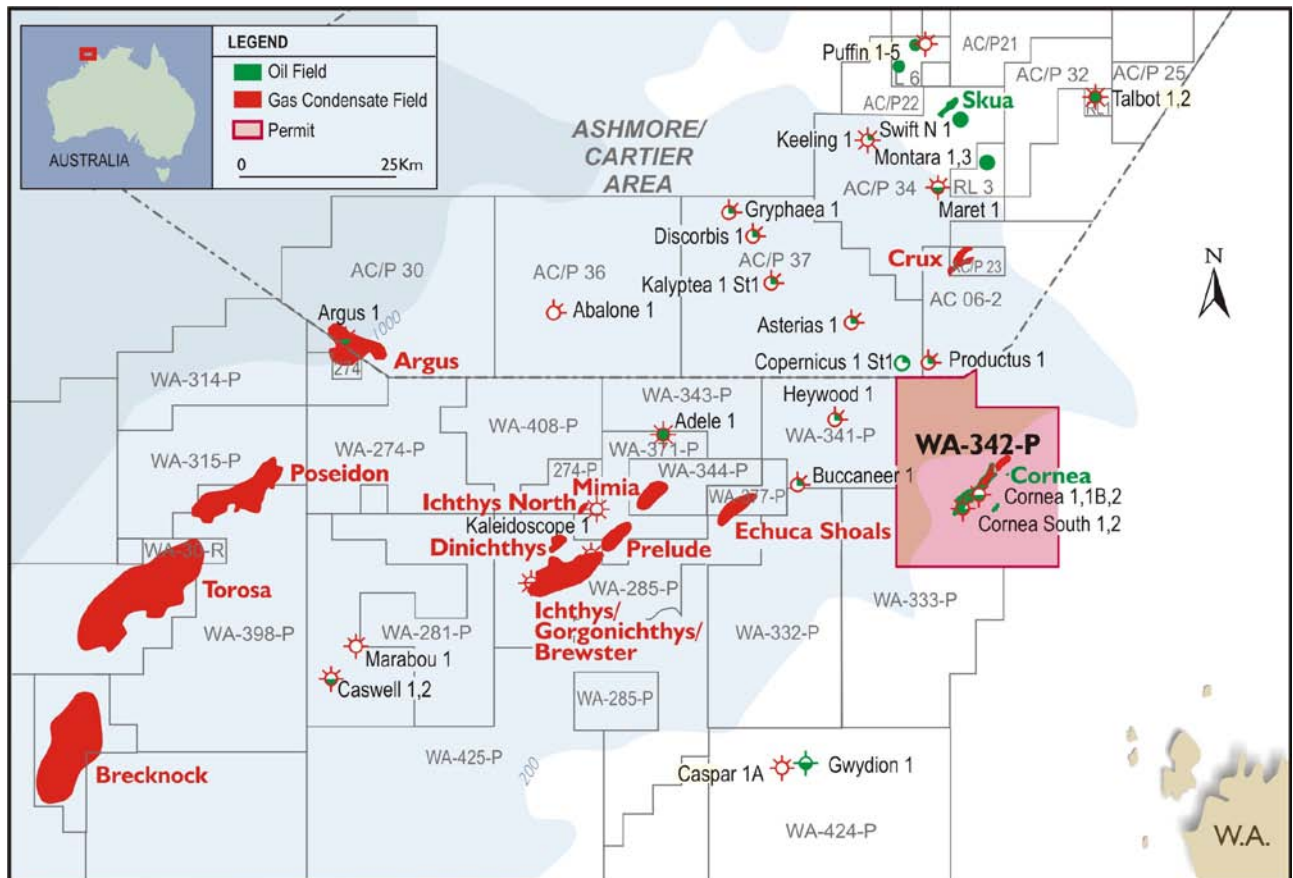 LEGEND
Oil Field
Gas Condensate Field
Permit
0 25Km
AUSTRALIA
ASHMORE/
CARTIER
AREA
Puffin 1-5
L 6
AC/P21
AC/P 32
AC/P 25
AC/P22
Talbot 1,2
RL1
Skua
Keeling 1
Swift N 1
Montara 1,3
AC/P 34
RL 3
Maret 1
Gryphaea 1
Discorbis 1
AC/P 37
AC/P 30
AC/P 36
Kalyptea 1 St1
Crux
AC/P 23
AC 06-2
N
Argus 1
1000
Abalone 1
Asterias 1
Argus
274
Copernicus 1 St1
Productus 1
WA-314-P
WA-343-P
Heywood 1
WA-408-P
Adele 1
WA-341-P
WA-274-P
WA-371-P
WA-342-P
WA-315-P
Poseidon
274-P
WA-344-P
Cornea
Mimia
Buccaneer 1
Ichthys North
WA-277-P
Cornea 1,1B,2
Kaleidoscope 1
Echuca Shoals
Cornea South 1,2
WA-30-R
Dinichthys
Prelude
Torosa
WA-285-P
WA-333-P
Ichthys/
Gorgonichthys/
Brewster
WA-398-P
WA-281-P
WA-332-P
Marabou 1
Caswell 1,2
WA-285-P
WA-425-P
200
Brecknock
Caspar 1A
Gwydion 1
WA-424-P
W.A.